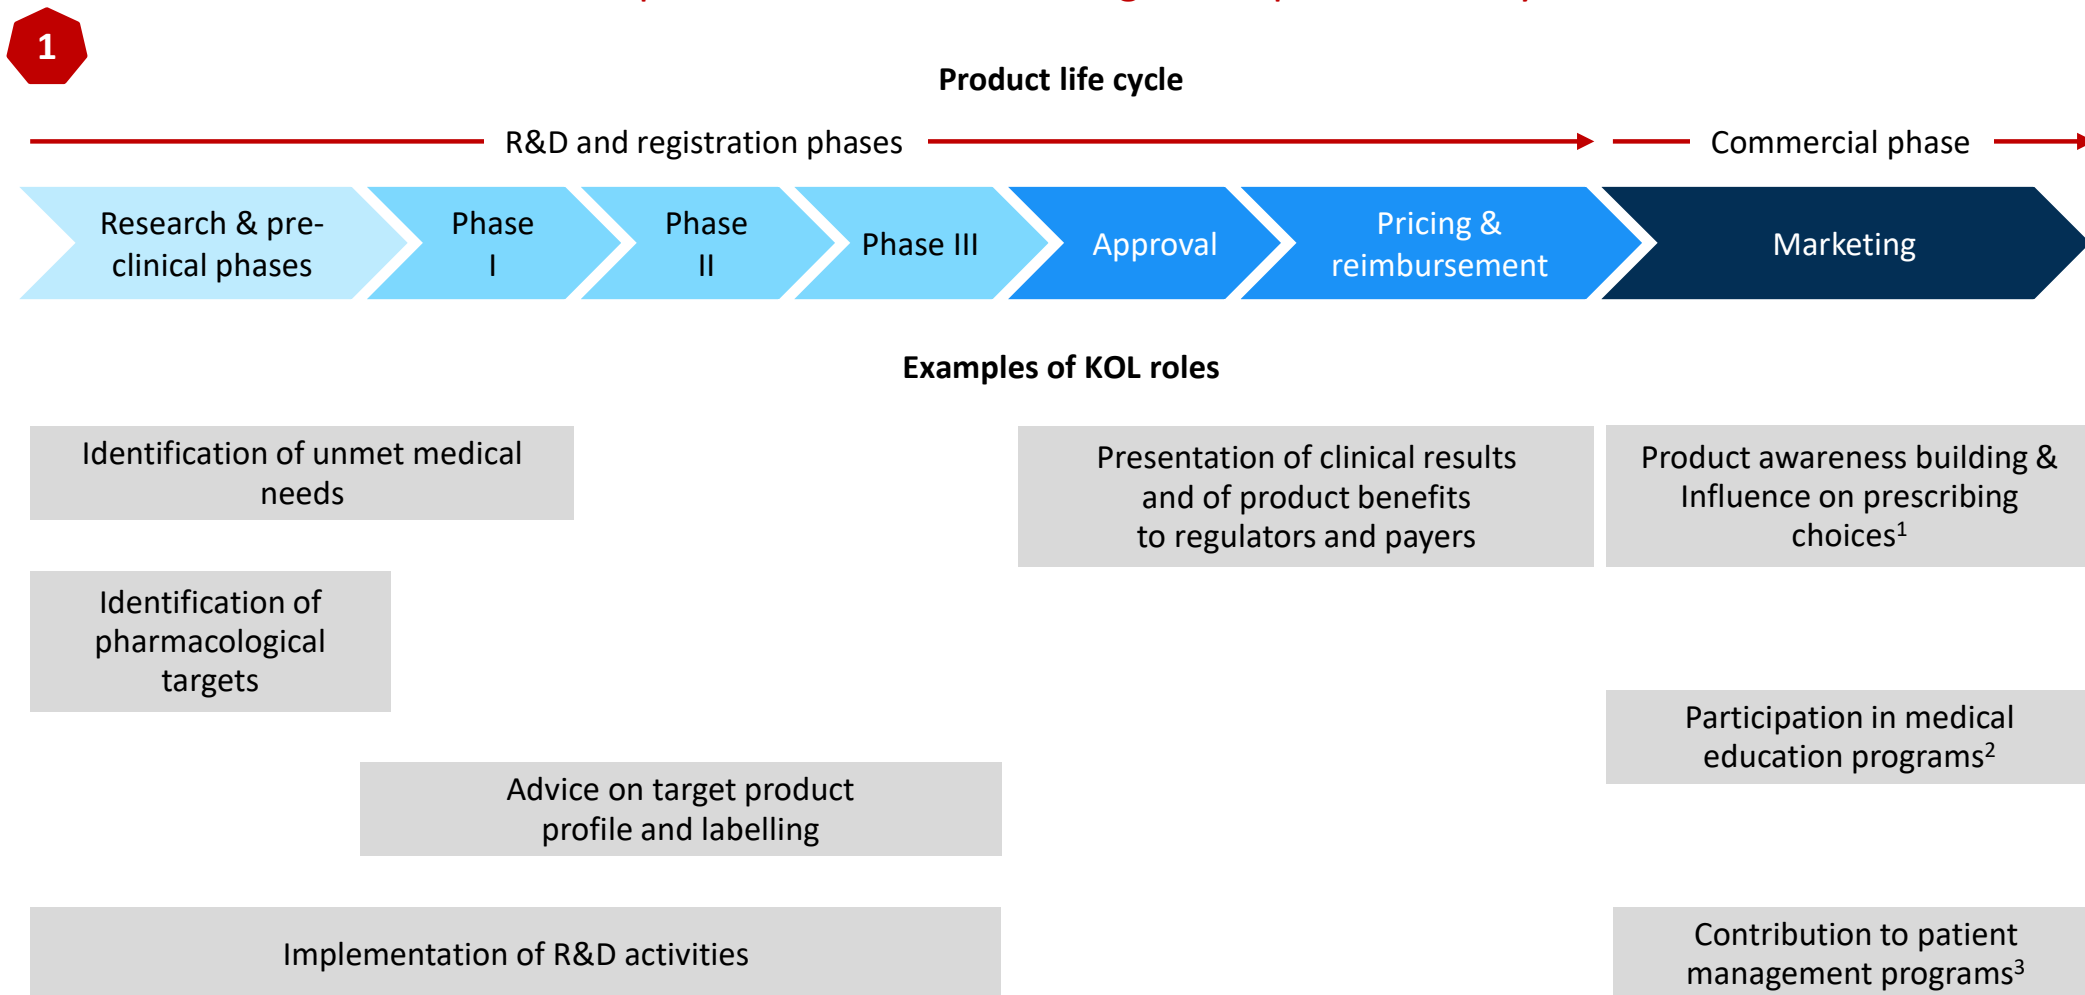 1
Product life cycle
R&D and registration phases
Commercial phase
Research & pre-
clinical phases
Phase
I
Phase
II
Phase III
Approval
Pricing &
reimbursement
Marketing
Examples of KOL roles
Identification of unmet medical
needs
Presentation of clinical results
and of product benefits
to regulators and payers
Product awareness building &
Influence on prescribing
choices¹
Identification of
pharmacological
targets
Participation in medical
education programs²
Advice on target product
profile and labelling
Implementation of R&D activities
Contribution to patient
management programs³